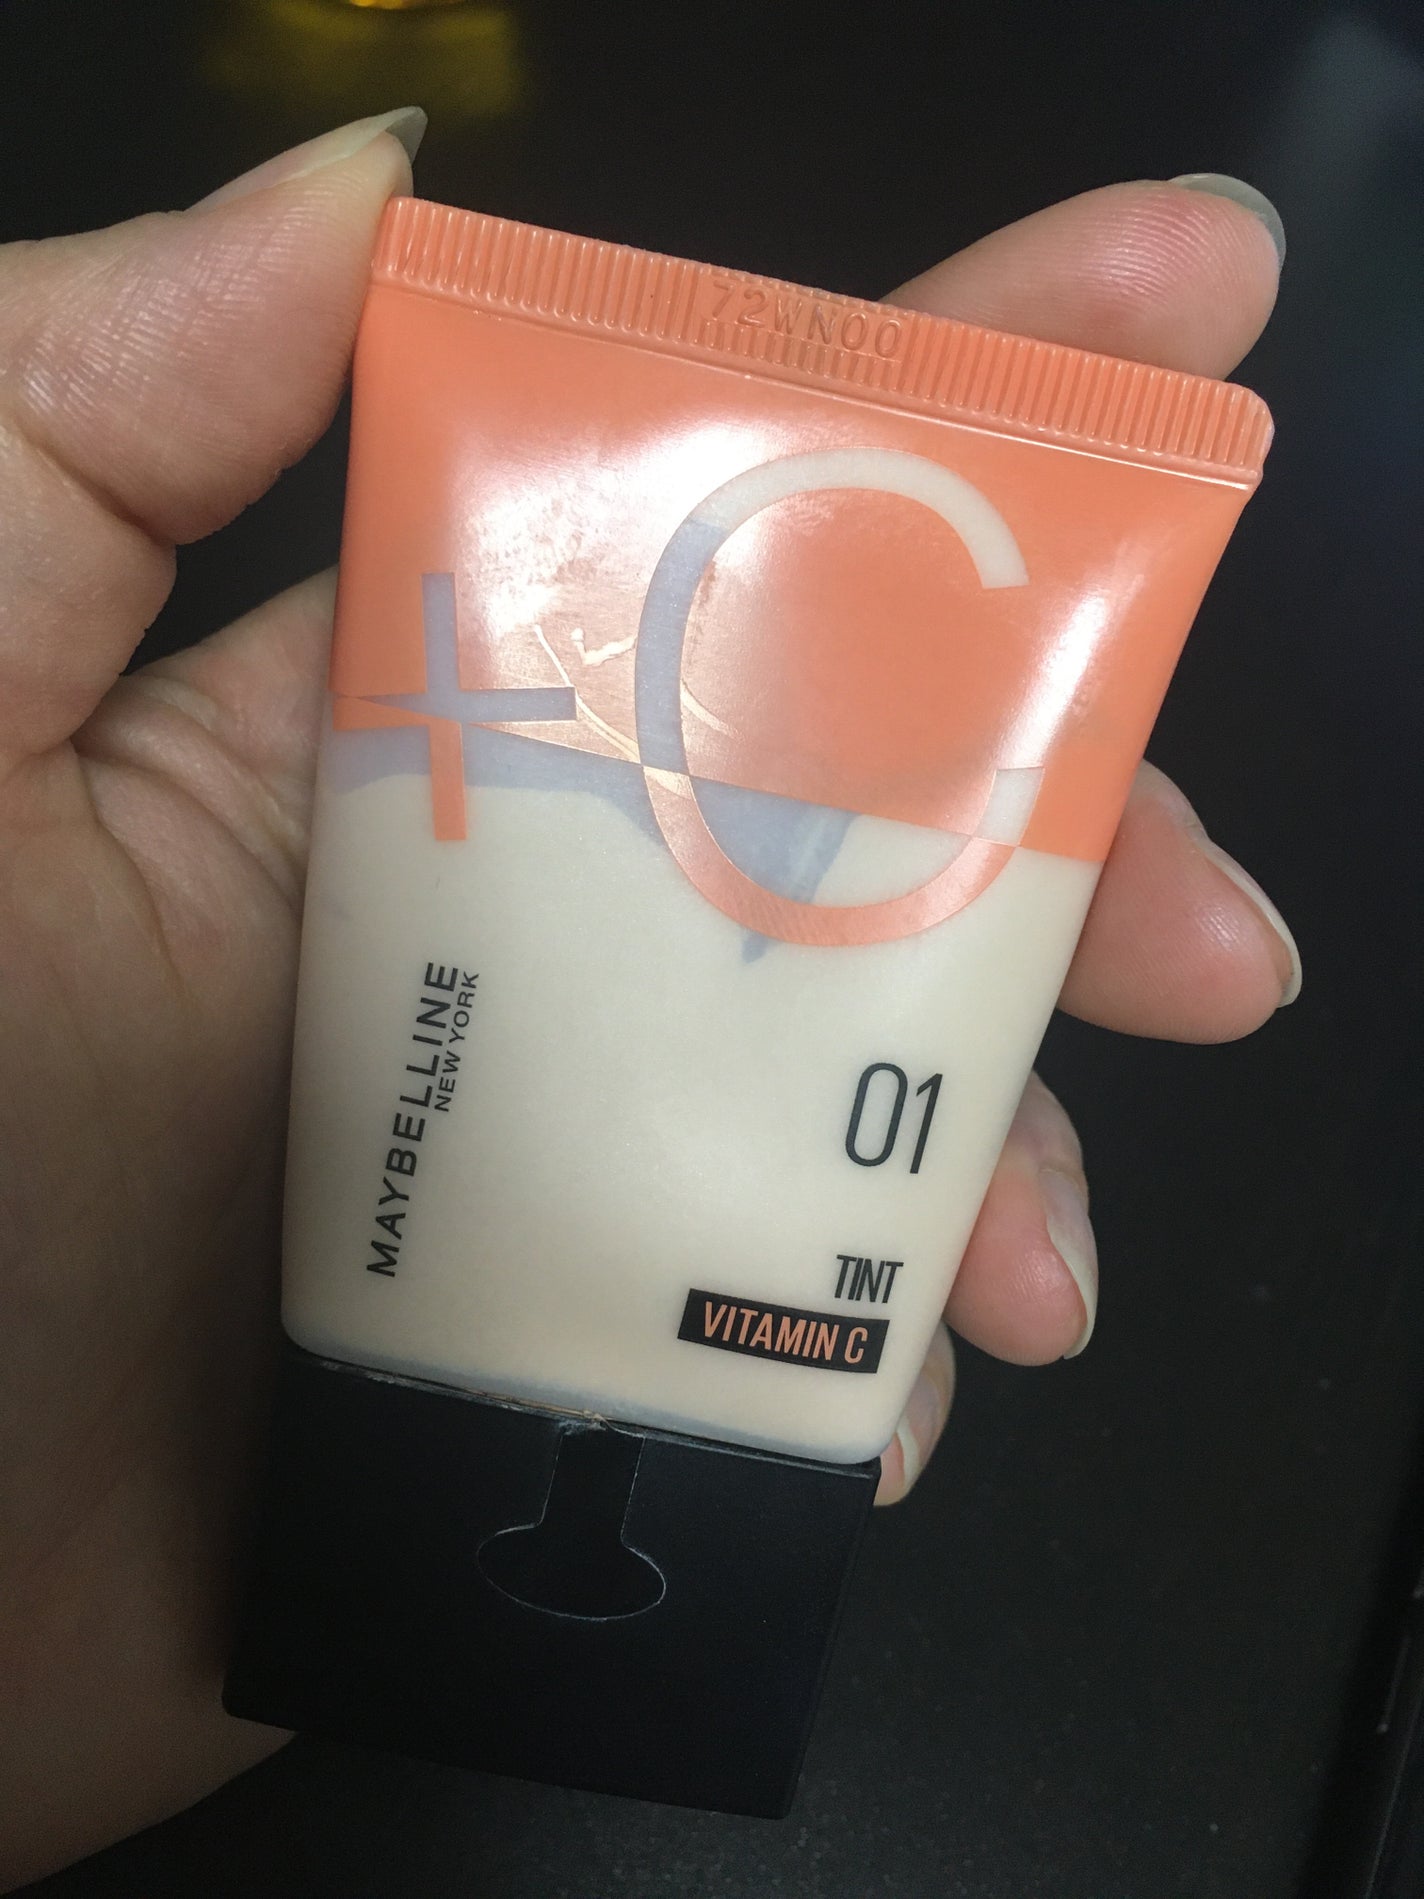 72WN00
+C
MAYBELLINE
NEW YORK
01
TINT
VITAMIN C